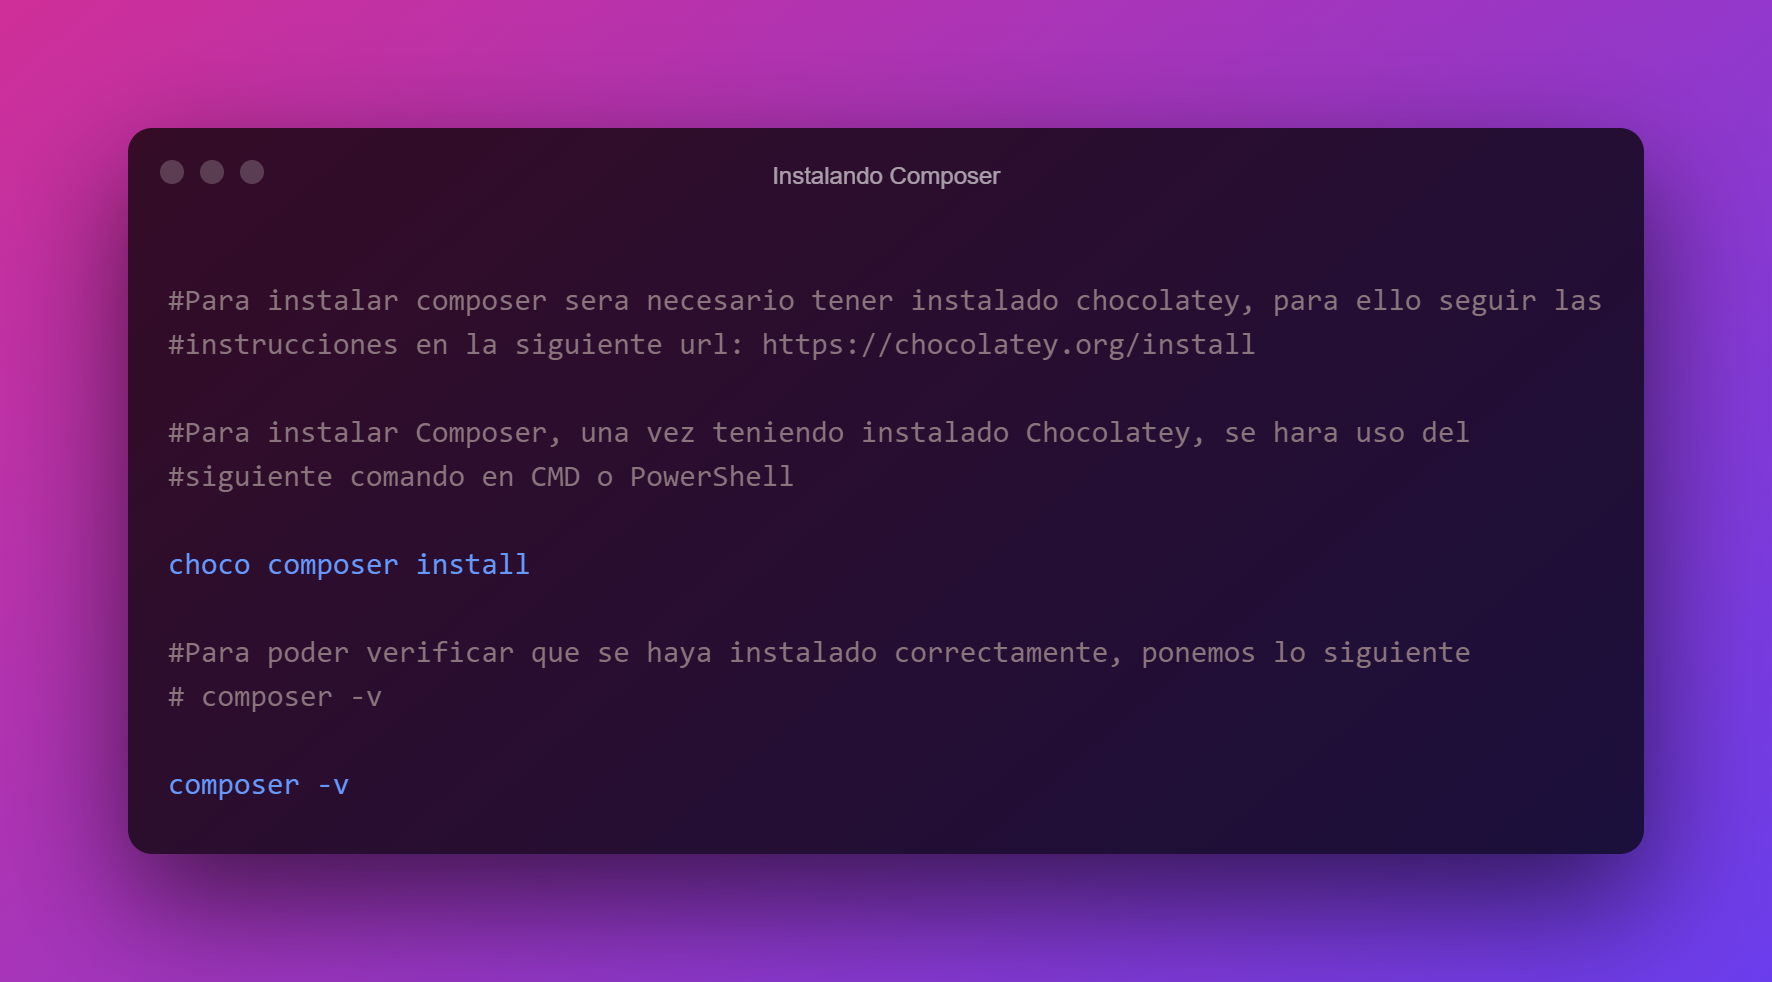 Instalando Composer
#Para instalar composer sera necesario tener instalado chocolatey, para ello seguir las
#instrucciones en la siguiente url: https://chocolatey.org/install
#Para instalar Composer, una vez teniendo instalado Chocolatey, se hara uso del
#siguiente comando en CMD o PowerShell
choco composer install
#Para poder verificar que se haya instalado correctamente, ponemos lo siguiente
# composer -v
composer -v